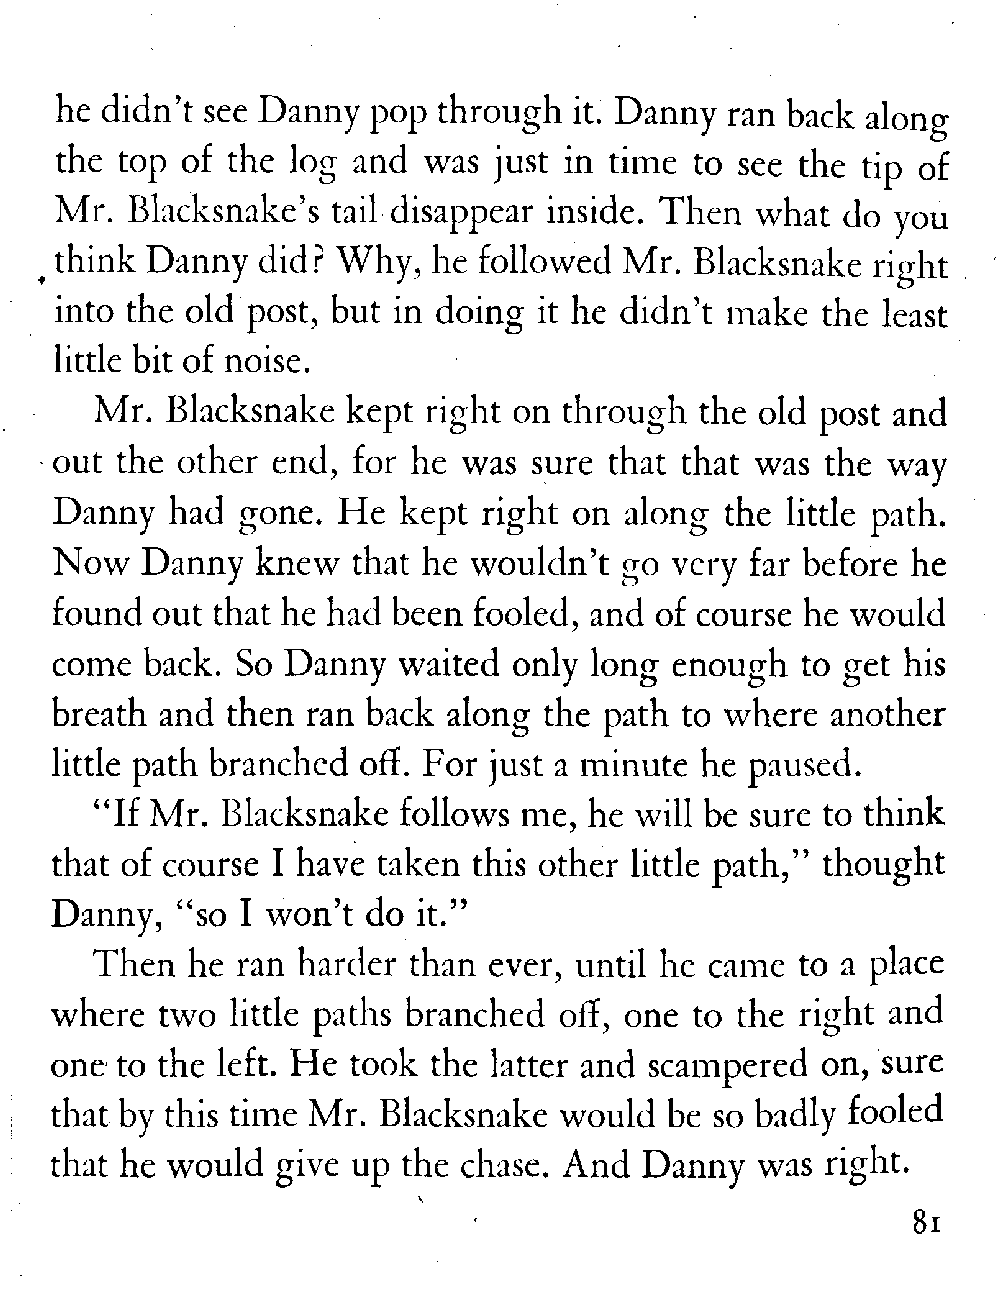 he didn't see Danny pop through it. Danny ran back along
the top of the log and was just in time to see the tip of
Mr. Blacksnake's tail disappear inside. Then what do you
think Danny did? Why, he followed Mr. Blacksnake right
into the old post, but in doing it he didn't make the least
little bit of noise.
Mr. Blacksnake kept right on through the old post and
out the other end, for he was sure that that was the way
Danny had gone. He kept right on along the little path.
Now Danny knew that he wouldn't go very far before he
found out that he had been fooled, and of course he would
come back. So Danny waited only long enough to get his
breath and then ran back along the path to where another
little path branched off. For just a minute he paused.
“If Mr. Blacksnake follows me, he will be sure to think
that of course I have taken this other little path,” thought
Danny, “so I won't do it.”
Then he ran harder than ever, until he came to a place
where two little paths branched off, one to the right and
one to the left. He took the latter and scampered on, sure
that by this time Mr. Blacksnake would be so badly fooled
that he would give up the chase. And Danny was right.
81